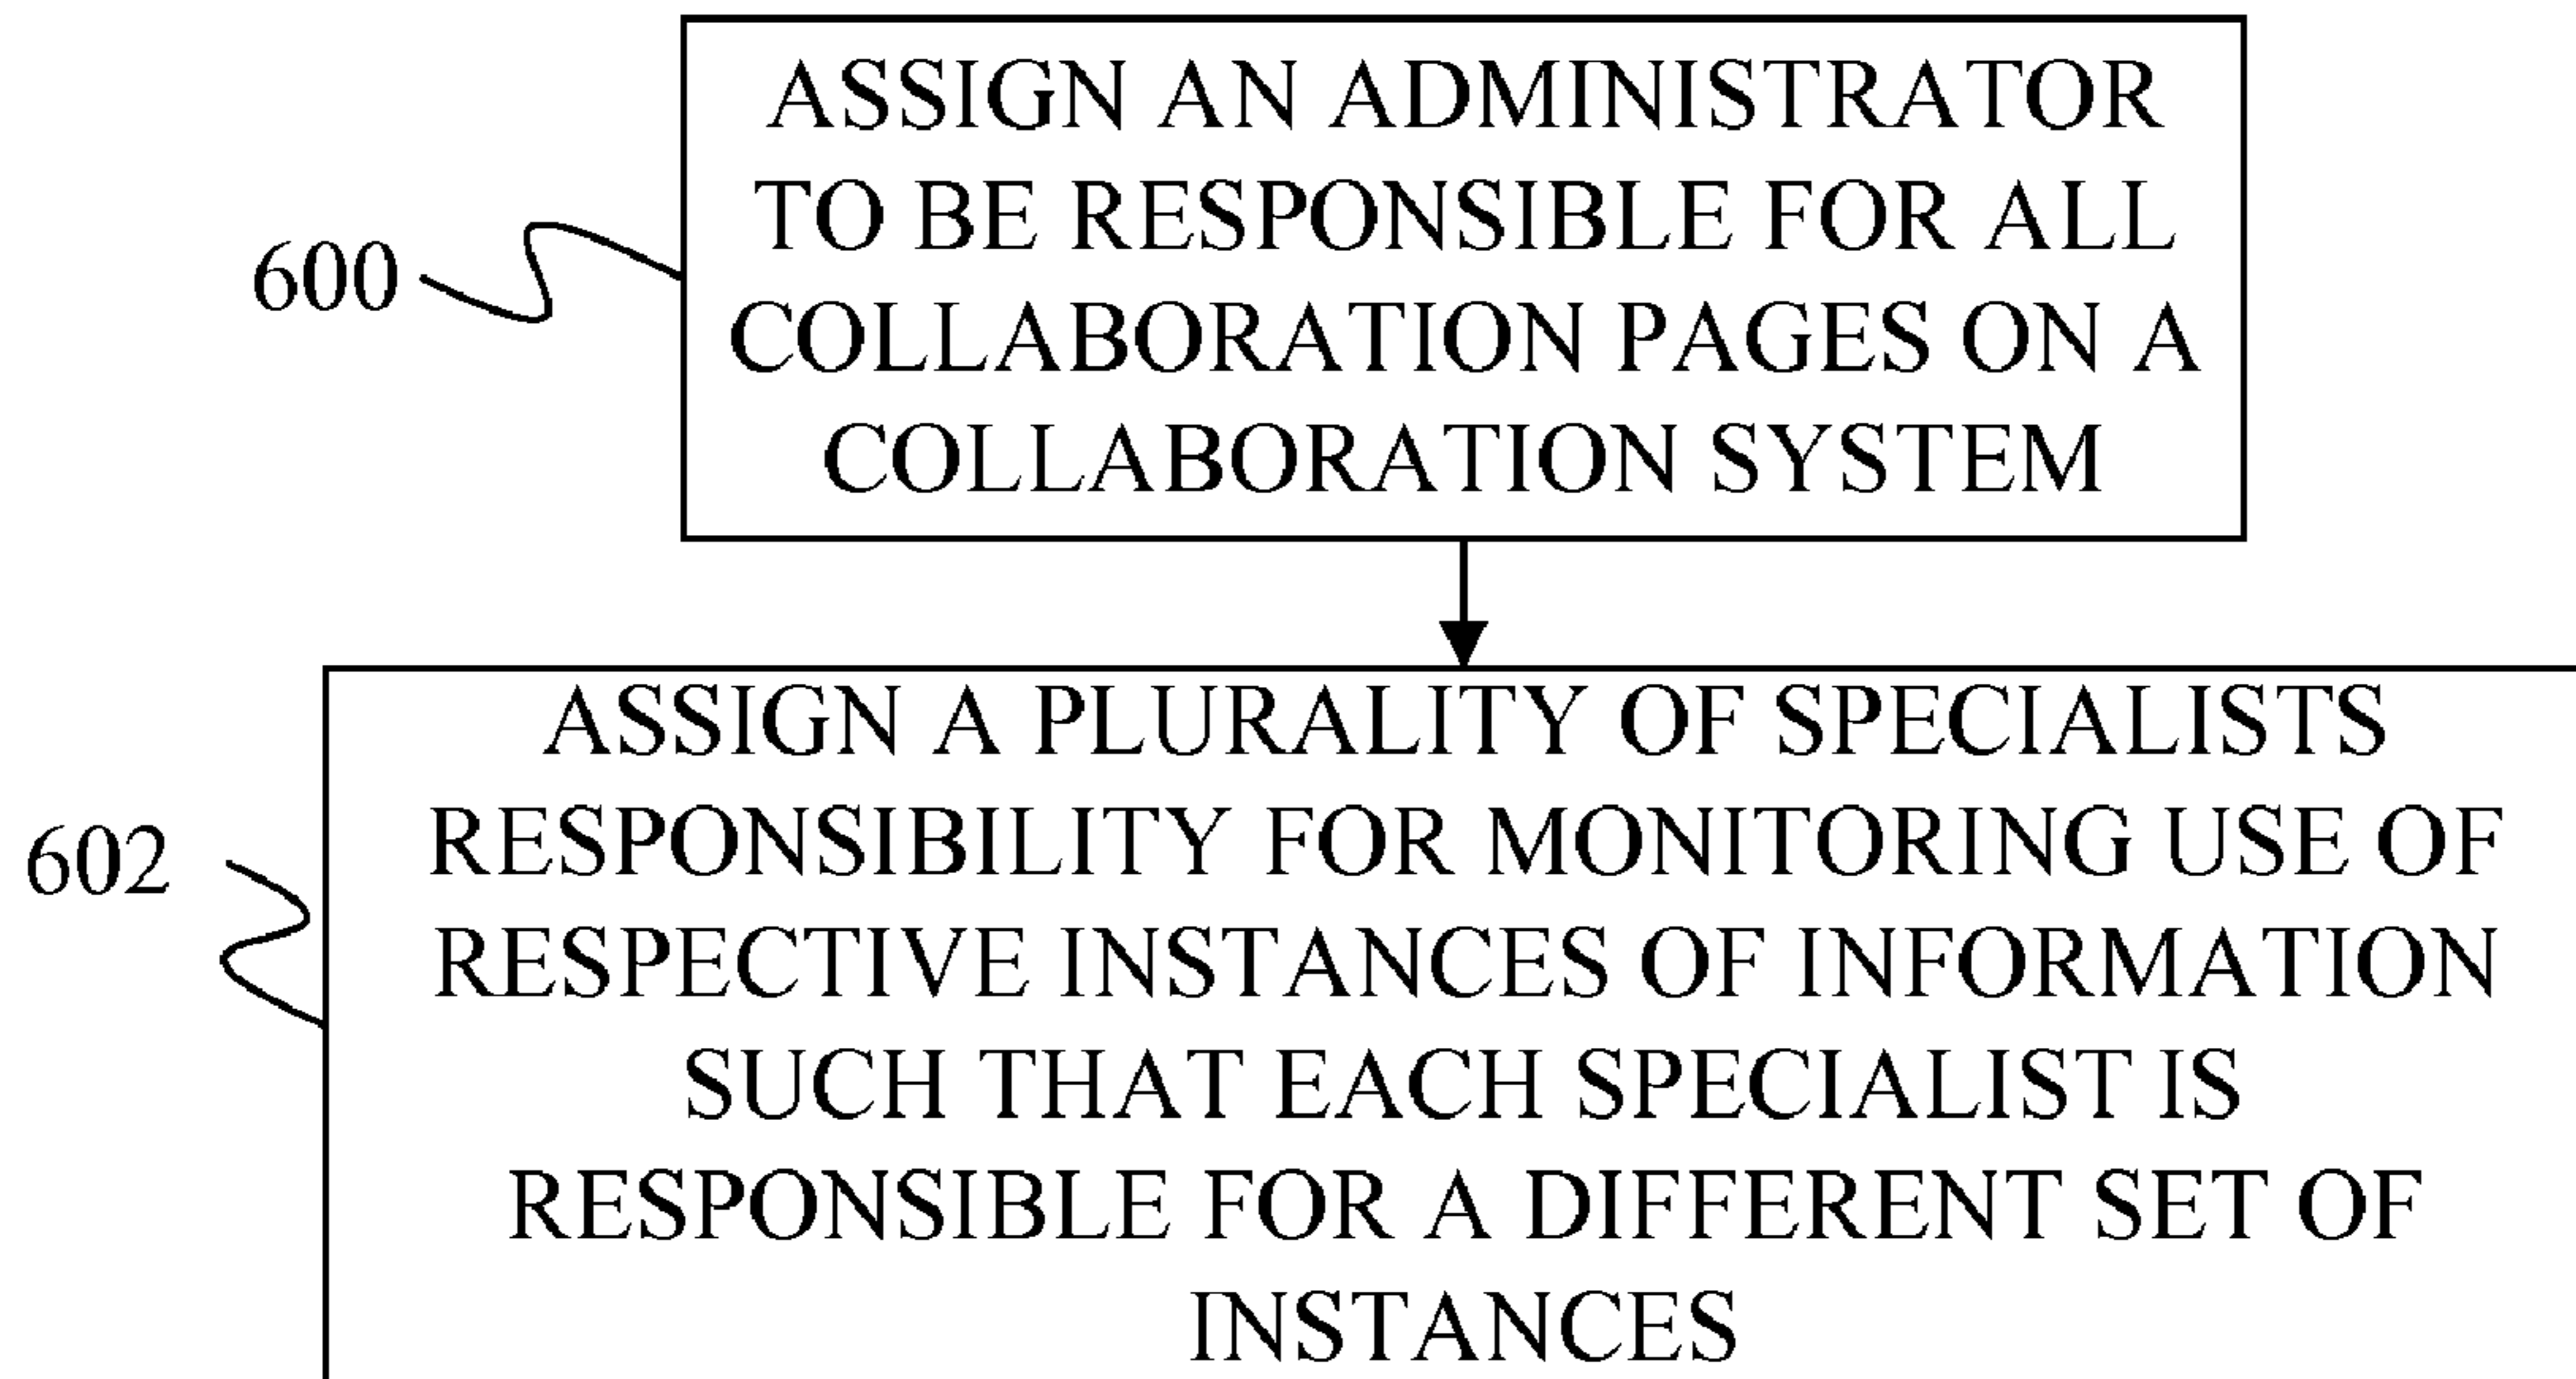 ASSIGN AN ADMINISTRATOR
TO BE RESPONSIBLE FOR ALL
COLLABORATION PAGES ON A
COLLABORATION SYSTEM
600
ASSIGN A PLURALITY OF SPECIALISTS
RESPONSIBILITY FOR MONITORING USE OF
RESPECTIVE INSTANCES OF INFORMATION
SUCH THAT EACH SPECIALIST IS
RESPONSIBLE FOR A DIFFERENT SET OF
INSTANCES
602